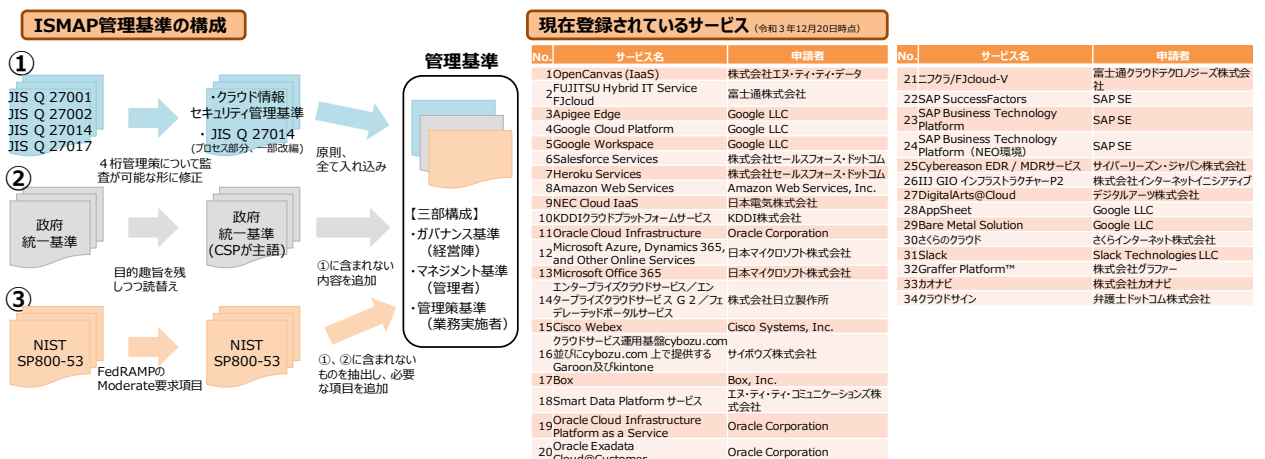 ISMAP管理基準の構成
①
JIS Q 27001
JIS Q 27002
JIS Q 27014
JIS Q 27017
４桁管理策について監
査が可能な形に修正
・クラウド情報
セキュリティ管理基準
・ JIS Q 27014
(プロセス部分、一部改編)
原則、
全て入れ込み
②
政府
統一基準
目的趣旨を残
しつつ読替え
政府
統一基準
(CSPが主語)
①に含まれない
内容を追加
③
NIST
SP800-53
FedRAMPの
Moderate要求項目
NIST
SP800-53
①、②に含まれない
ものを抽出し、必要
な項目を追加
管理基準
【三部構成】
・ガバナンス基準
（経営陣）
・マネジメント基準
（管理者）
・管理策基準
（業務実施者）
現在登録されているサービス（令和３年12月20日時点）
No. サービス名 申請者
1 OpenCanvas (IaaS) 株式会社エヌ・ティ・ティ・データ
2 FUJITSU Hybrid IT Service
FJcloud 富士通株式会社
3 Apigee Edge Google LLC
4 Google Cloud Platform Google LLC
5 Google Workspace Google LLC
6 Salesforce Services 株式会社セールスフォース・ドットコム
7 Heroku Services 株式会社セールスフォース・ドットコム
8 Amazon Web Services Amazon Web Services, Inc.
9 NEC Cloud IaaS 日本電気株式会社
10 KDDIクラウドプラットフォームサービス KDDI株式会社
11 Oracle Cloud Infrastructure Oracle Corporation
12 Microsoft Azure, Dynamics 365,
and Other Online Services 日本マイクロソフト株式会社
13 Microsoft Office 365 日本マイクロソフト株式会社
エンタープライズクラウドサービス／エン
14 タープライズクラウドサービス Ｇ２／フェ 株式会社日立製作所
デレーテッドポータルサービス
15 Cisco Webex Cisco Systems, Inc.
クラウドサービス運用基盤cybozu.com
16 並びにcybozu.com 上で提供する サイボウズ株式会社
Garoon及びkintone
17 Box Box, Inc.
18 Smart Data Platform サービス エヌ・ティ・ティ・コミュニケーションズ株
式会社
19 Oracle Cloud Infrastructure
Platform as a Service Oracle Corporation
20 Oracle Exadata
Cloud@Customer Oracle Corporation
No. サービス名 申請者
21 ニフクラ/FJcloud-V 富士通クラウドテクノロジーズ株式会
社
22 SAP SuccessFactors SAP SE
23 SAP Business Technology
Platform SAP SE
24 SAP Business Technology
Platform（NEO環境) SAP SE
25 Cybereason EDR / MDRサービス サイバーリーズン・ジャパン株式会社
26 IIJ GIO インフラストラクチャーP2 株式会社インターネットイニシアティブ
27 DigitalArts@Cloud デジタルアーツ株式会社
28 AppSheet Google LLC
29 Bare Metal Solution Google LLC
30 さくらのクラウド さくらインターネット株式会社
31 Slack Slack Technologies LLC
32 Graffer Platform™ 株式会社グラファー
33 カオナビ 株式会社カオナビ
34 クラウドサイン 弁護士ドットコム株式会社